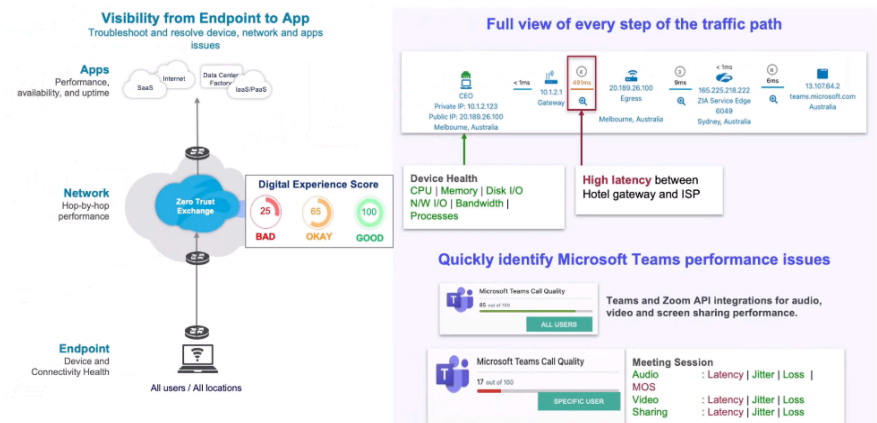 Visibility from Endpoint to App
Troubleshoot and resolve device, network and apps
issues
Apps
Performance,
availability, and uptime
SaaS
Internet
Data Center
Factory
IaaS/PaaS
Network
Hop-by-hop
performance
Zero Trust
Exchange
Digital Experience Score
25
65
100
BAD
OKAY
GOOD
Endpoint
Device and
Connectivity Health
All users / All locations
Full view of every step of the traffic path
CEO
Private IP: 10.1.2.123
Public IP: 20.189.26.100
Melbourne, Australia
< 1ms
10.1.2.1
Gateway
4
491ms
20.189.26.100
Egress
Melbourne, Australia
3
9ms
< 1ms
165.225.218.222
ZIA Service Edge
6049
Sydney, Australia
6ms
13.107.64.2
teams.microsoft.com
Australia
Device Health
CPU | Memory | Disk I/O
N/W I/O | Bandwidth |
Processes
High latency between
Hotel gateway and ISP
Quickly identify Microsoft Teams performance issues
Microsoft Teams Call Quality
85 out of 100
ALL USERS
Teams and Zoom API integrations for audio,
video and screen sharing performance.
Microsoft Teams Call Quality
17 out of 100
SPECIFIC USER
Meeting Session
Audio : Latency | Jitter | Loss |
MOS
Video : Latency | Jitter | Loss
Sharing : Latency | Jitter | Loss